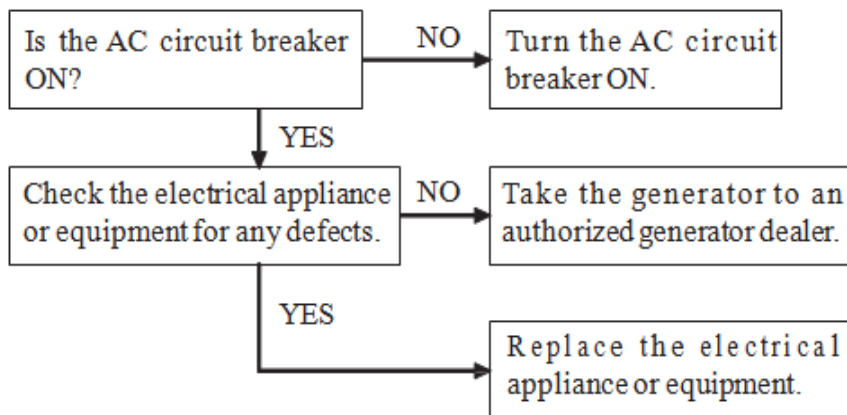 Is the AC circuit breaker
ON?
NO
Turn the AC circuit
breaker ON.
YES
Check the electrical appliance
or equipment for any defects.
NO
Take the generator to an
authorized generator dealer.
YES
Replace the electrical
appliance or equipment.